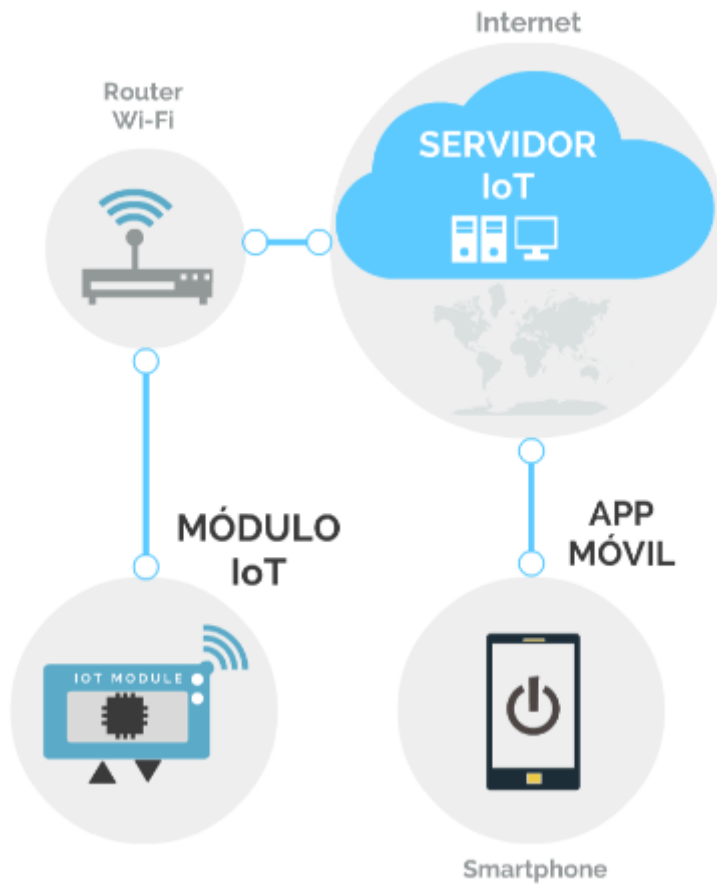 Internet
Router
Wi-Fi
SERVIDOR
IoT
MÓDULO
IoT
APP
MÓVIL
IOT MODULE
Smartphone